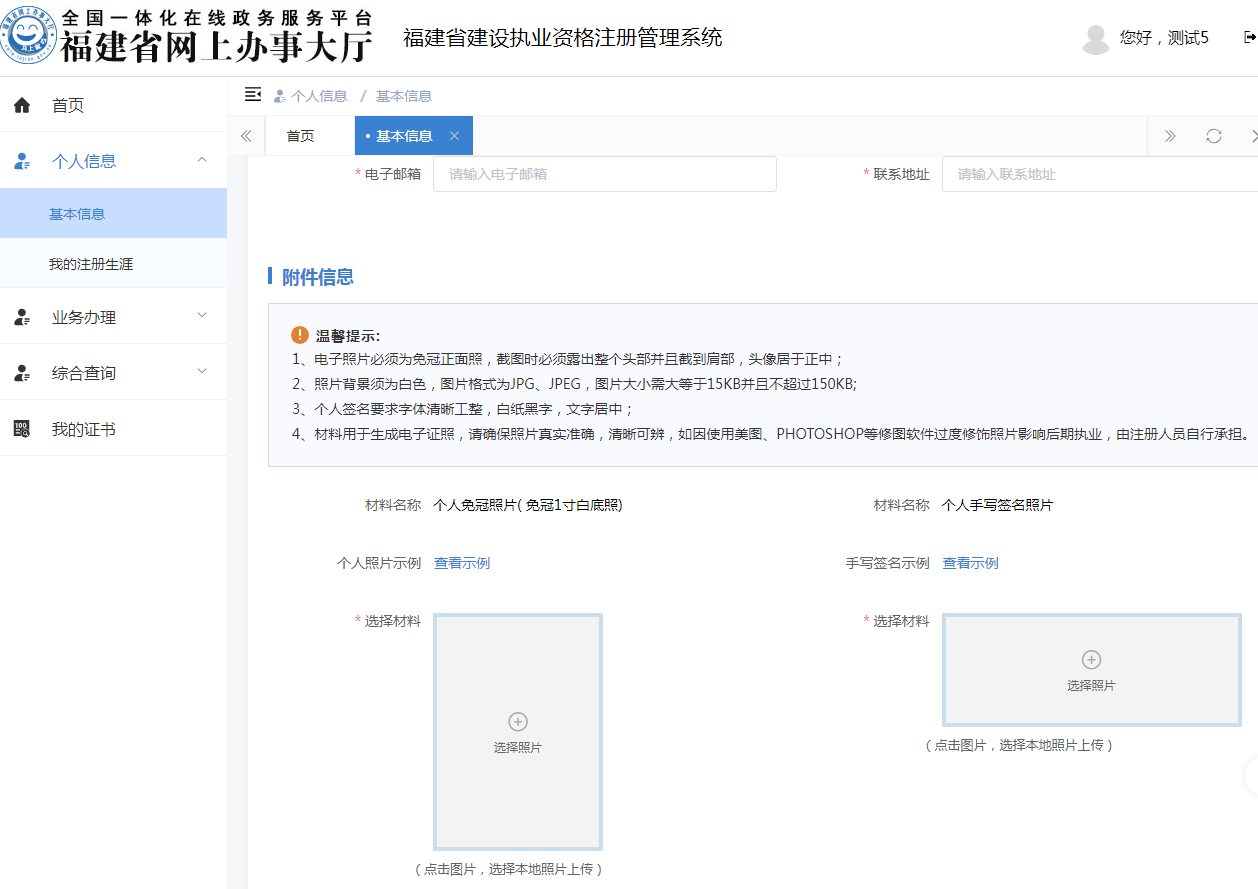 全国一体化在线政务服务平台
福建省网上办事大厅
福建省建设执业资格注册管理系统
您好，测试5
首页
个人信息
基本信息
我的注册生涯
业务办理
综合查询
我的证书
个人信息 / 基本信息
首页
• 基本信息
* 电子邮箱 请输入电子邮箱
* 联系地址 请输入联系地址
附件信息
温馨提示:
1、电子照片必须为免冠正面照，截图时必须露出整个头部并且截到肩部，头像居于正中；
2、照片背景须为白色，图片格式为JPG、JPEG，图片大小需大等于15KB并且不超过150KB;
3、个人签名要求字体清晰工整，白纸黑字，文字居中；
4、材料用于生成电子证照，请确保照片真实准确，清晰可辨，如因使用美图、PHOTOSHOP等修图软件过度修饰照片影响后期执业，由注册人员自行承担。
材料名称 个人免冠照片( 免冠1寸白底照)
材料名称 个人手写签名照片
个人照片示例 查看示例
手写签名示例 查看示例
* 选择材料
* 选择材料
选择照片
选择照片
（点击图片，选择本地照片上传）
（点击图片，选择本地照片上传）